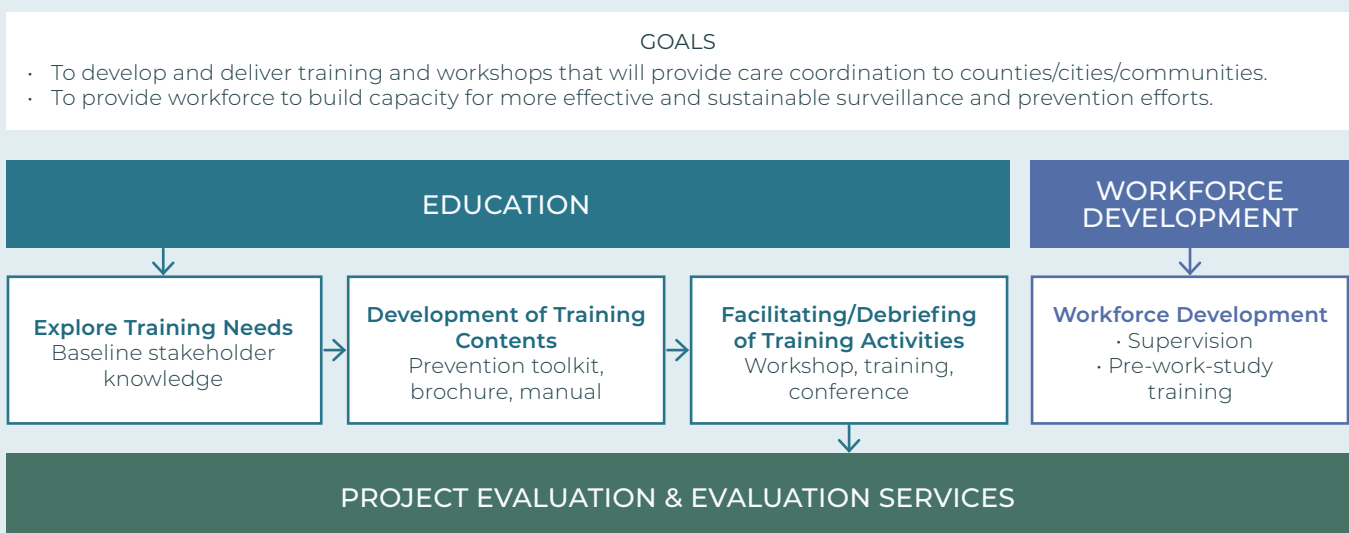 GOALS
· To develop and deliver training and workshops that will provide care coordination to counties/cities/communities.
· To provide workforce to build capacity for more effective and sustainable surveillance and prevention efforts.
EDUCATION
WORKFORCE
DEVELOPMENT
Explore Training Needs
Baseline stakeholder
knowledge
Development of Training
Contents
Prevention toolkit,
brochure, manual
Facilitating/Debriefing
of Training Activities
Workshop, training,
conference
Workforce Development
· Supervision
· Pre-work-study
training
PROJECT EVALUATION & EVALUATION SERVICES